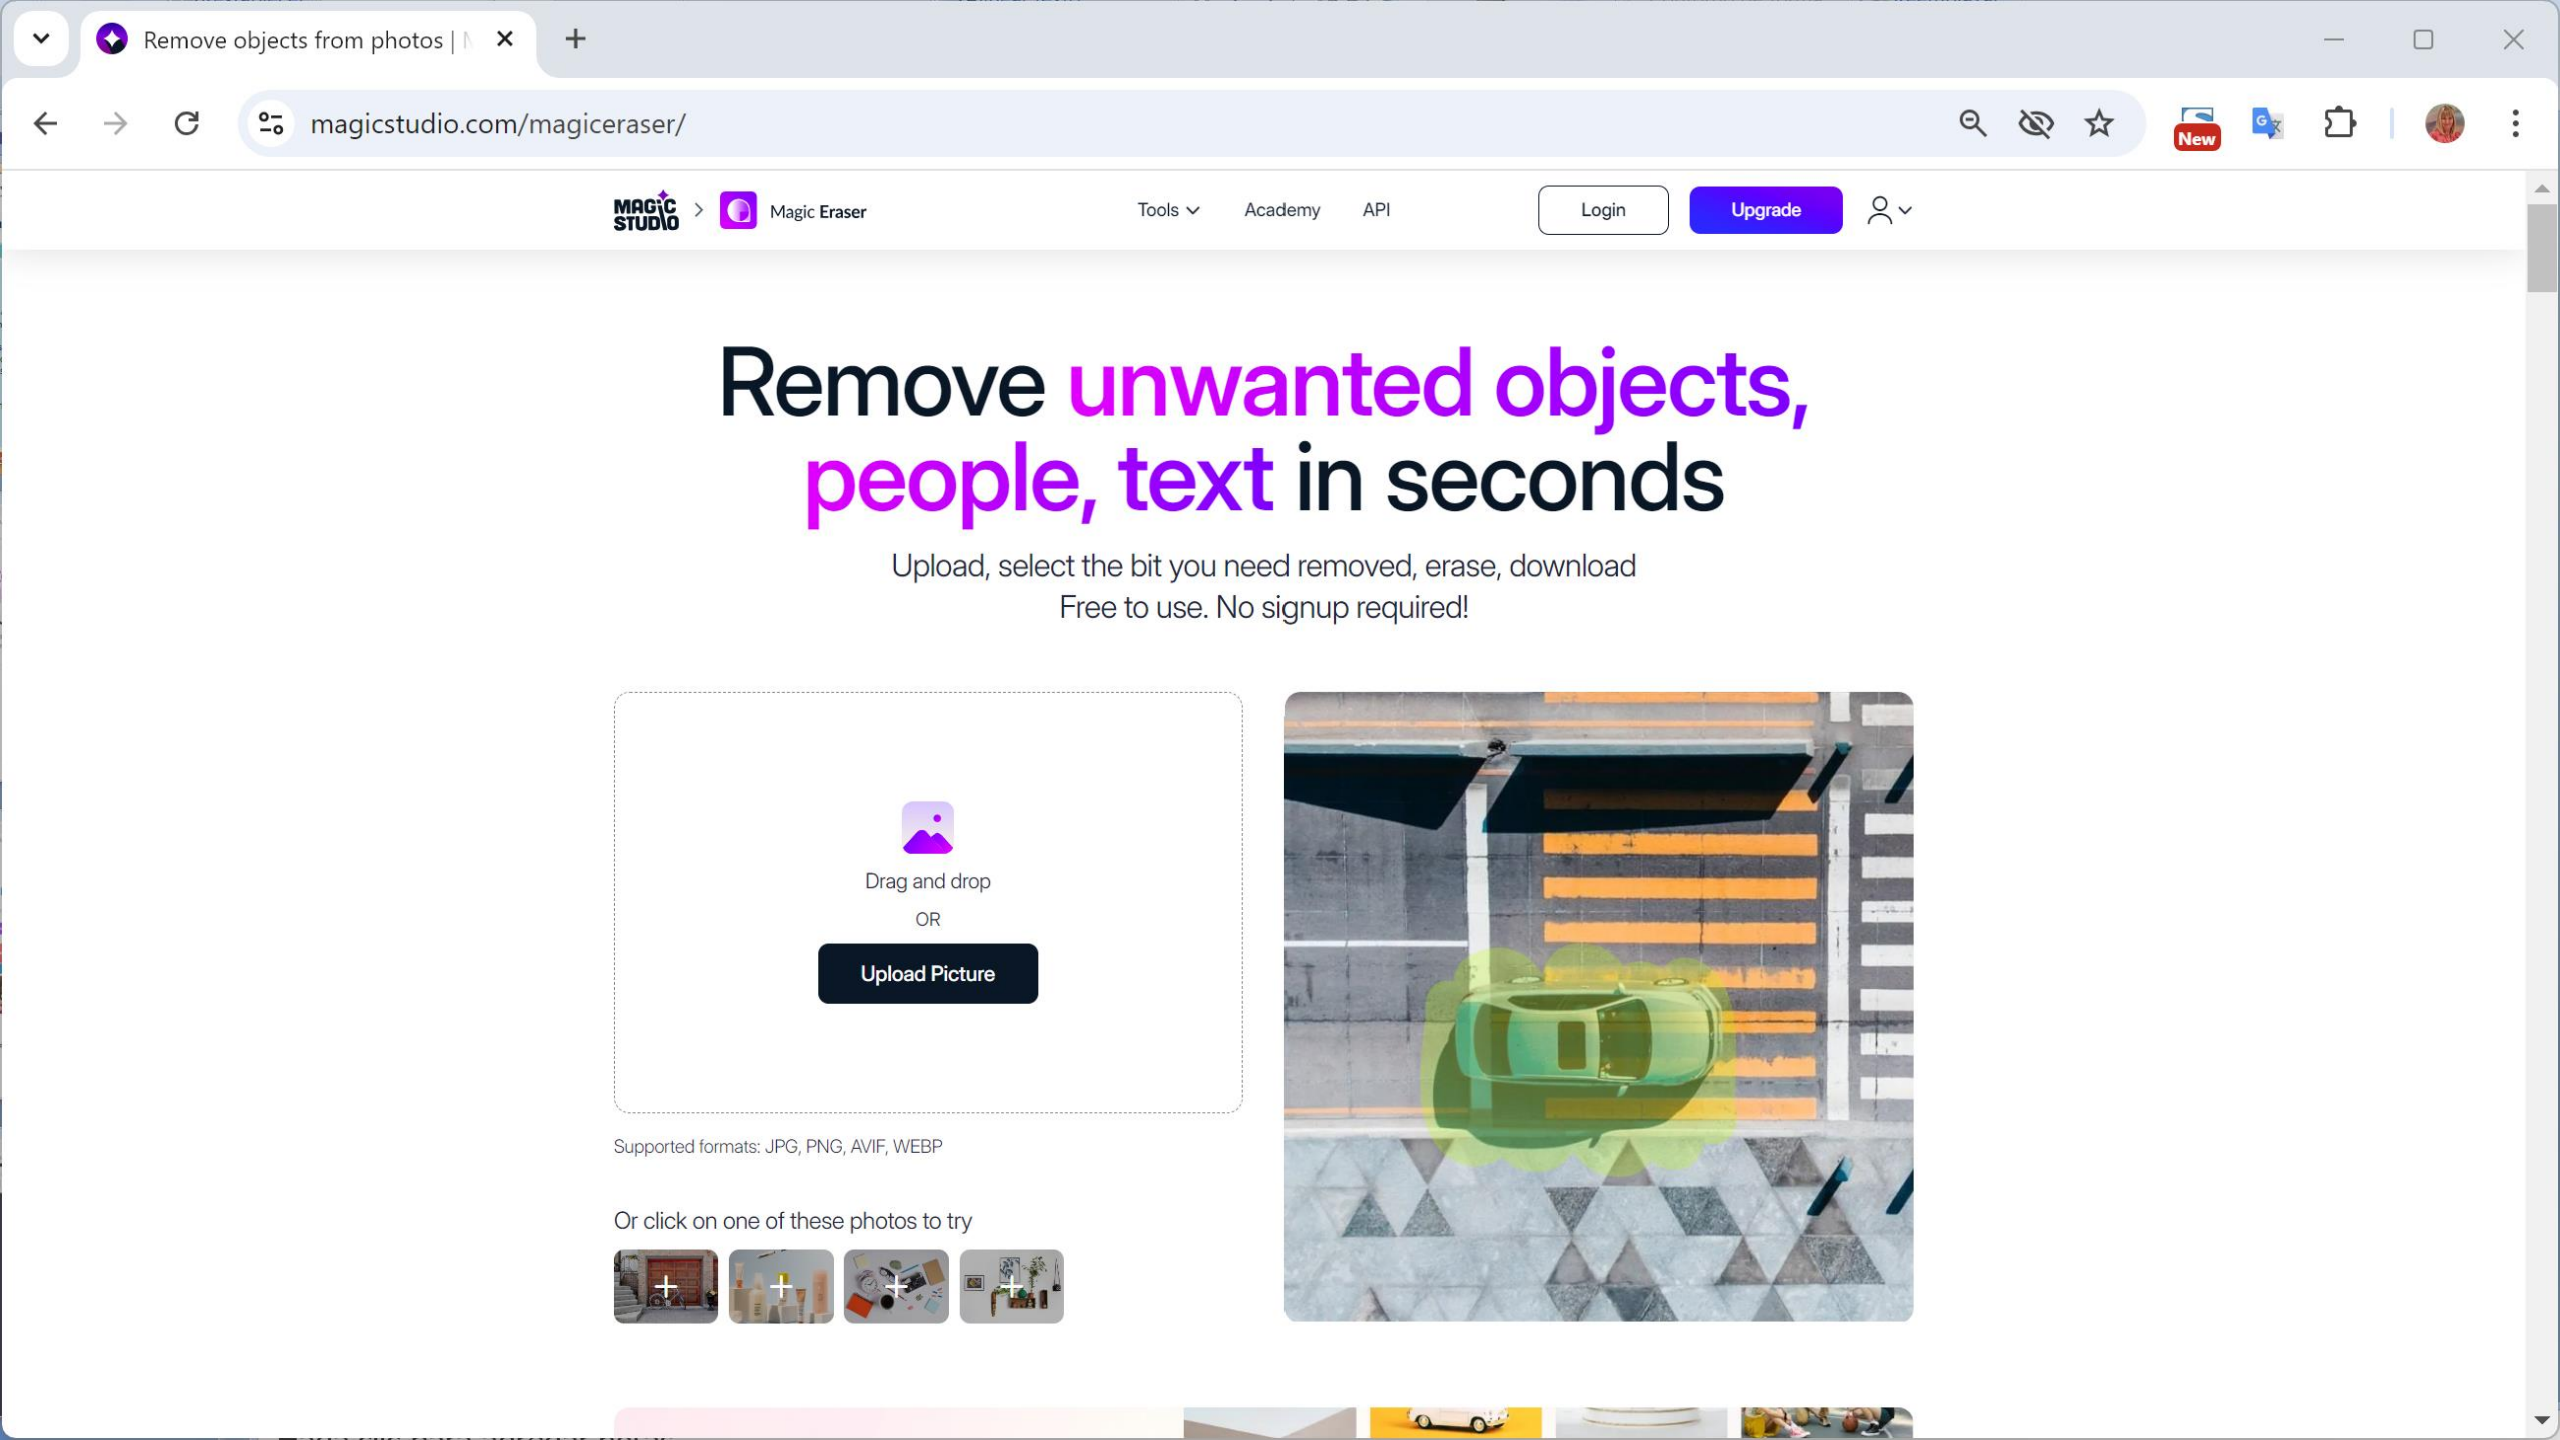 Remove objects from photos |
magicstudio.com/magiceraser/
New
MAGIC STUDIO
Magic Eraser
Tools
Academy
API
Login
Upgrade
Remove unwanted objects,
people, text in seconds
Upload, select the bit you need removed, erase, download
Free to use. No signup required!
Drag and drop
OR
Upload Picture
Supported formats: JPG, PNG, AVIF, WEBP
Or click on one of these photos to try